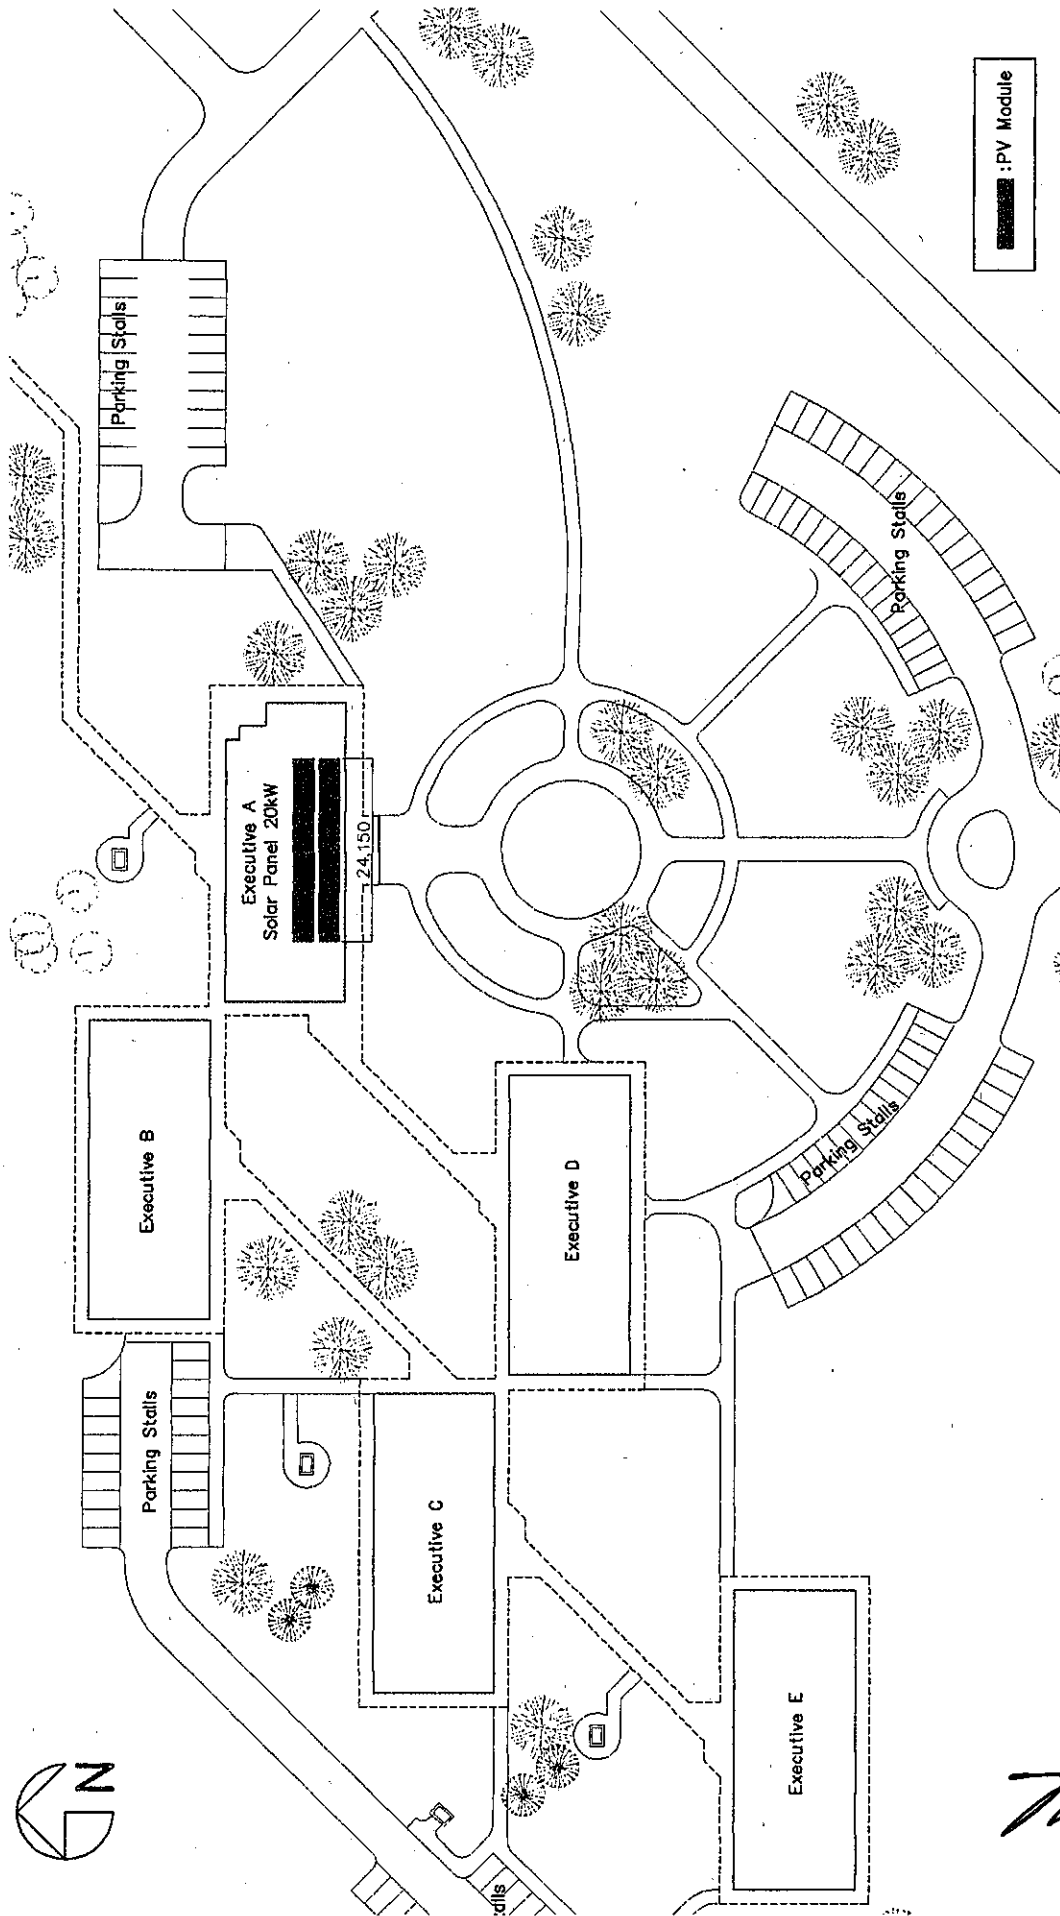 :PV Module
Parking Stalls
Parking Stalls
Executive A
Solar Panel 20kW
24,150
Executive B
Executive D
Parking Stalls
Parking Stalls
Executive C
Executive E
N